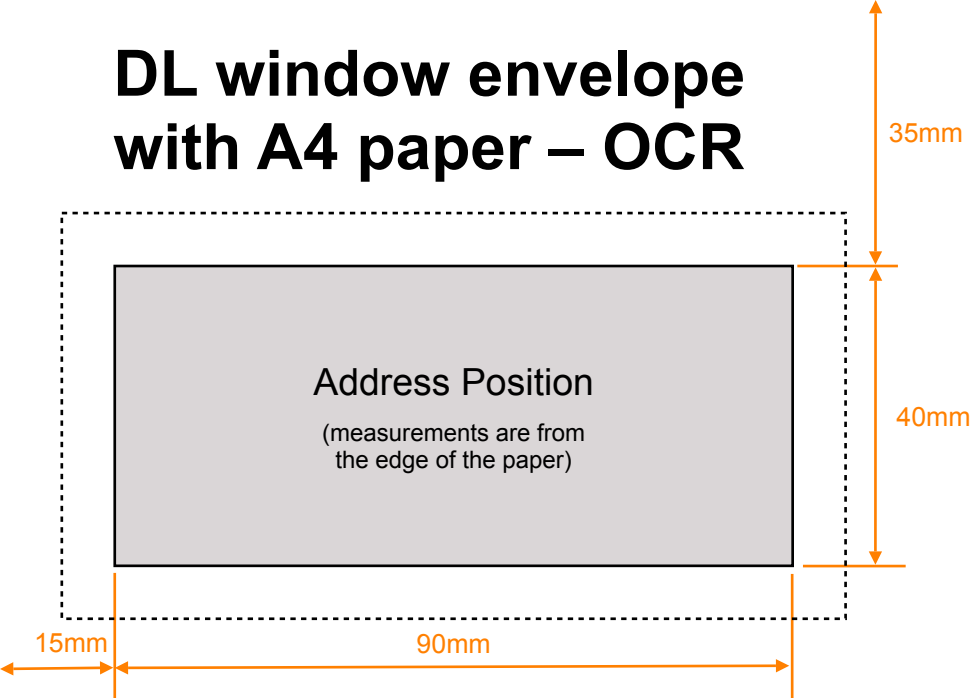 DL window envelope
with A4 paper – OCR
35mm
Address Position
(measurements are from
the edge of the paper)
40mm
15mm
90mm